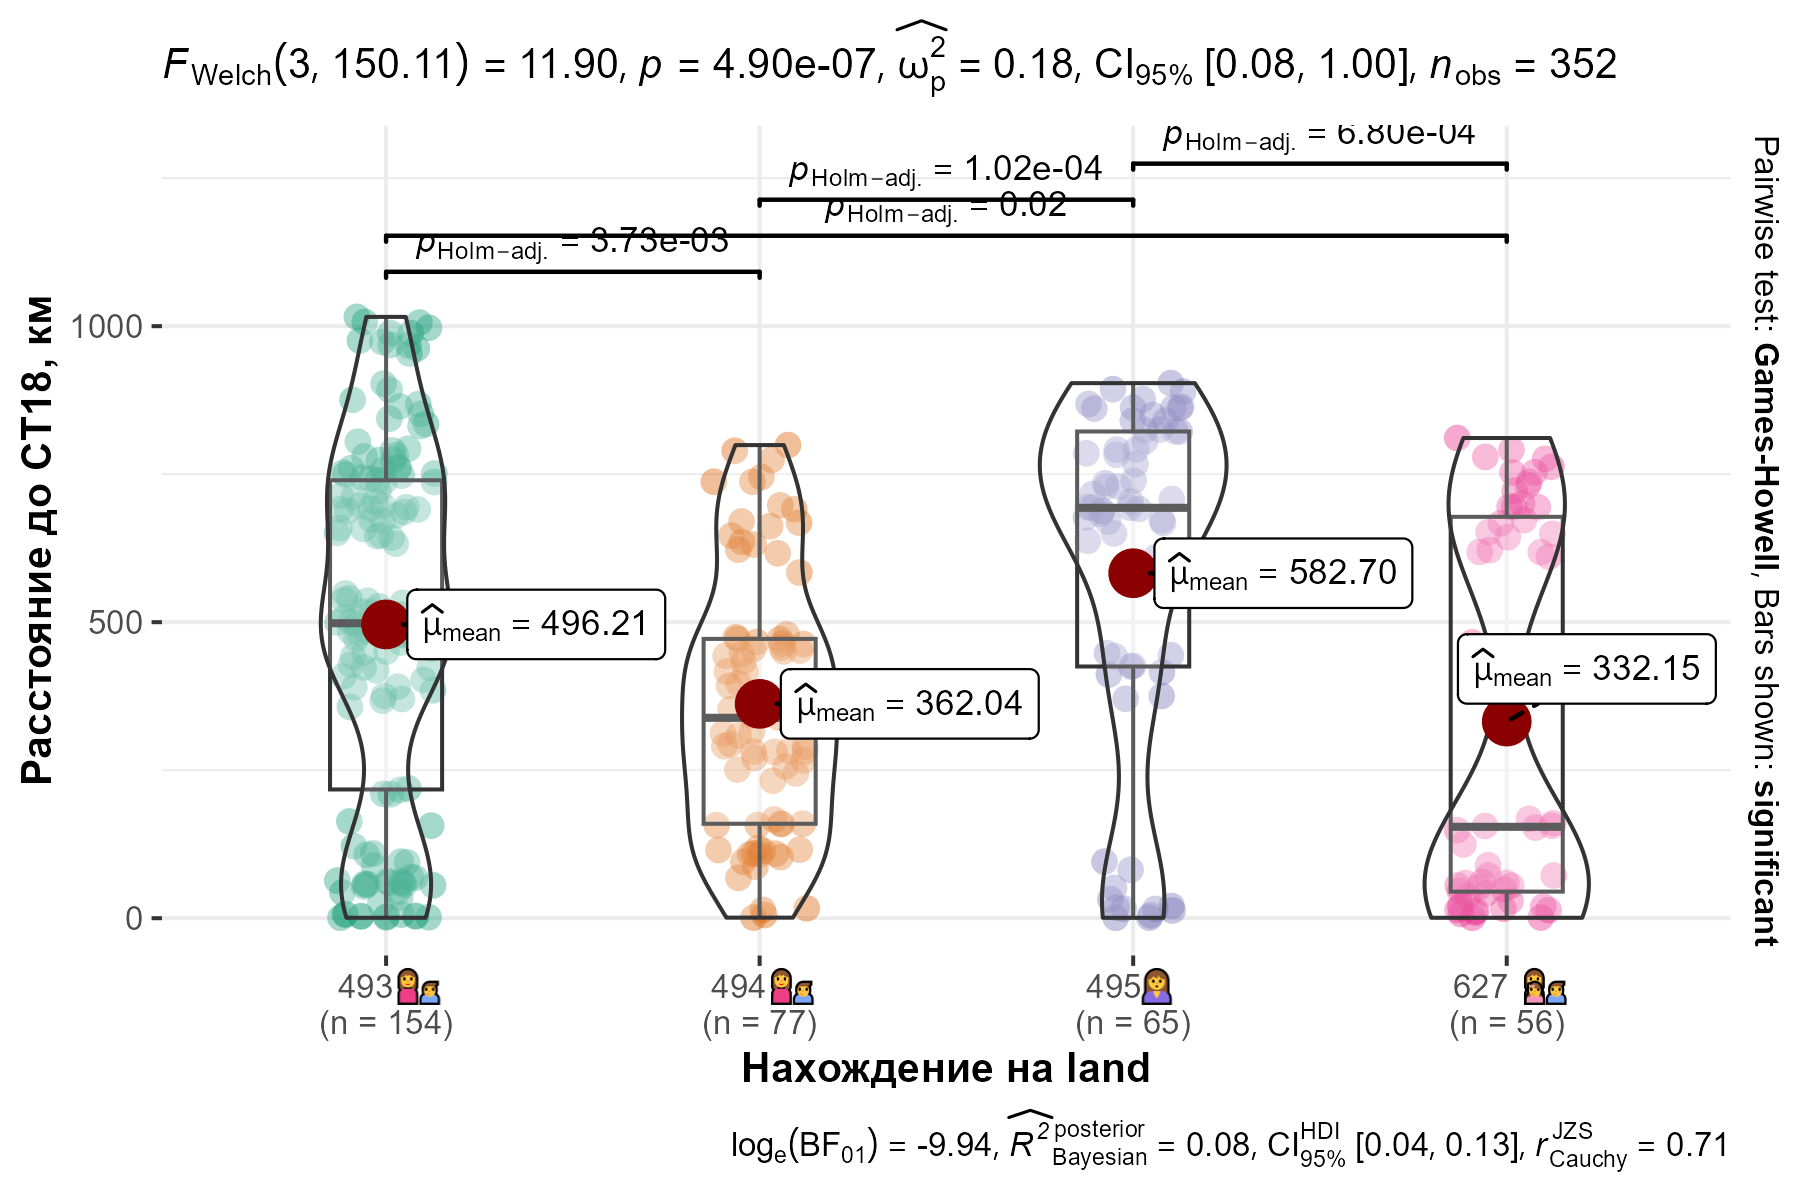 F_Welch(3, 150.11) = 11.90, p = 4.90e-07, ω̂²_p = 0.18, CI_95% [0.08, 1.00], n_obs = 352
p_Holm−adj. = 6.80e-04
p_Holm−adj. = 1.02e-04
p_Holm−adj. = 0.02
p_Holm−adj. = 3.73e-03
Расстояние до СТ18, км
1000
500
0
μ̂_mean = 496.21
μ̂_mean = 362.04
μ̂_mean = 582.70
μ̂_mean = 332.15
Pairwise test: Games-Howell, Bars shown: significant
493👩‍👦 494👩‍👦 495🙍‍♀️ 627 👩‍👧‍👦
(n = 154) (n = 77) (n = 65) (n = 56)
Нахождение на land
log_e(BF_01) = -9.94, R̂²^posterior_Bayesian = 0.08, CI^HDI_95% [0.04, 0.13], r^JZS_Cauchy = 0.71